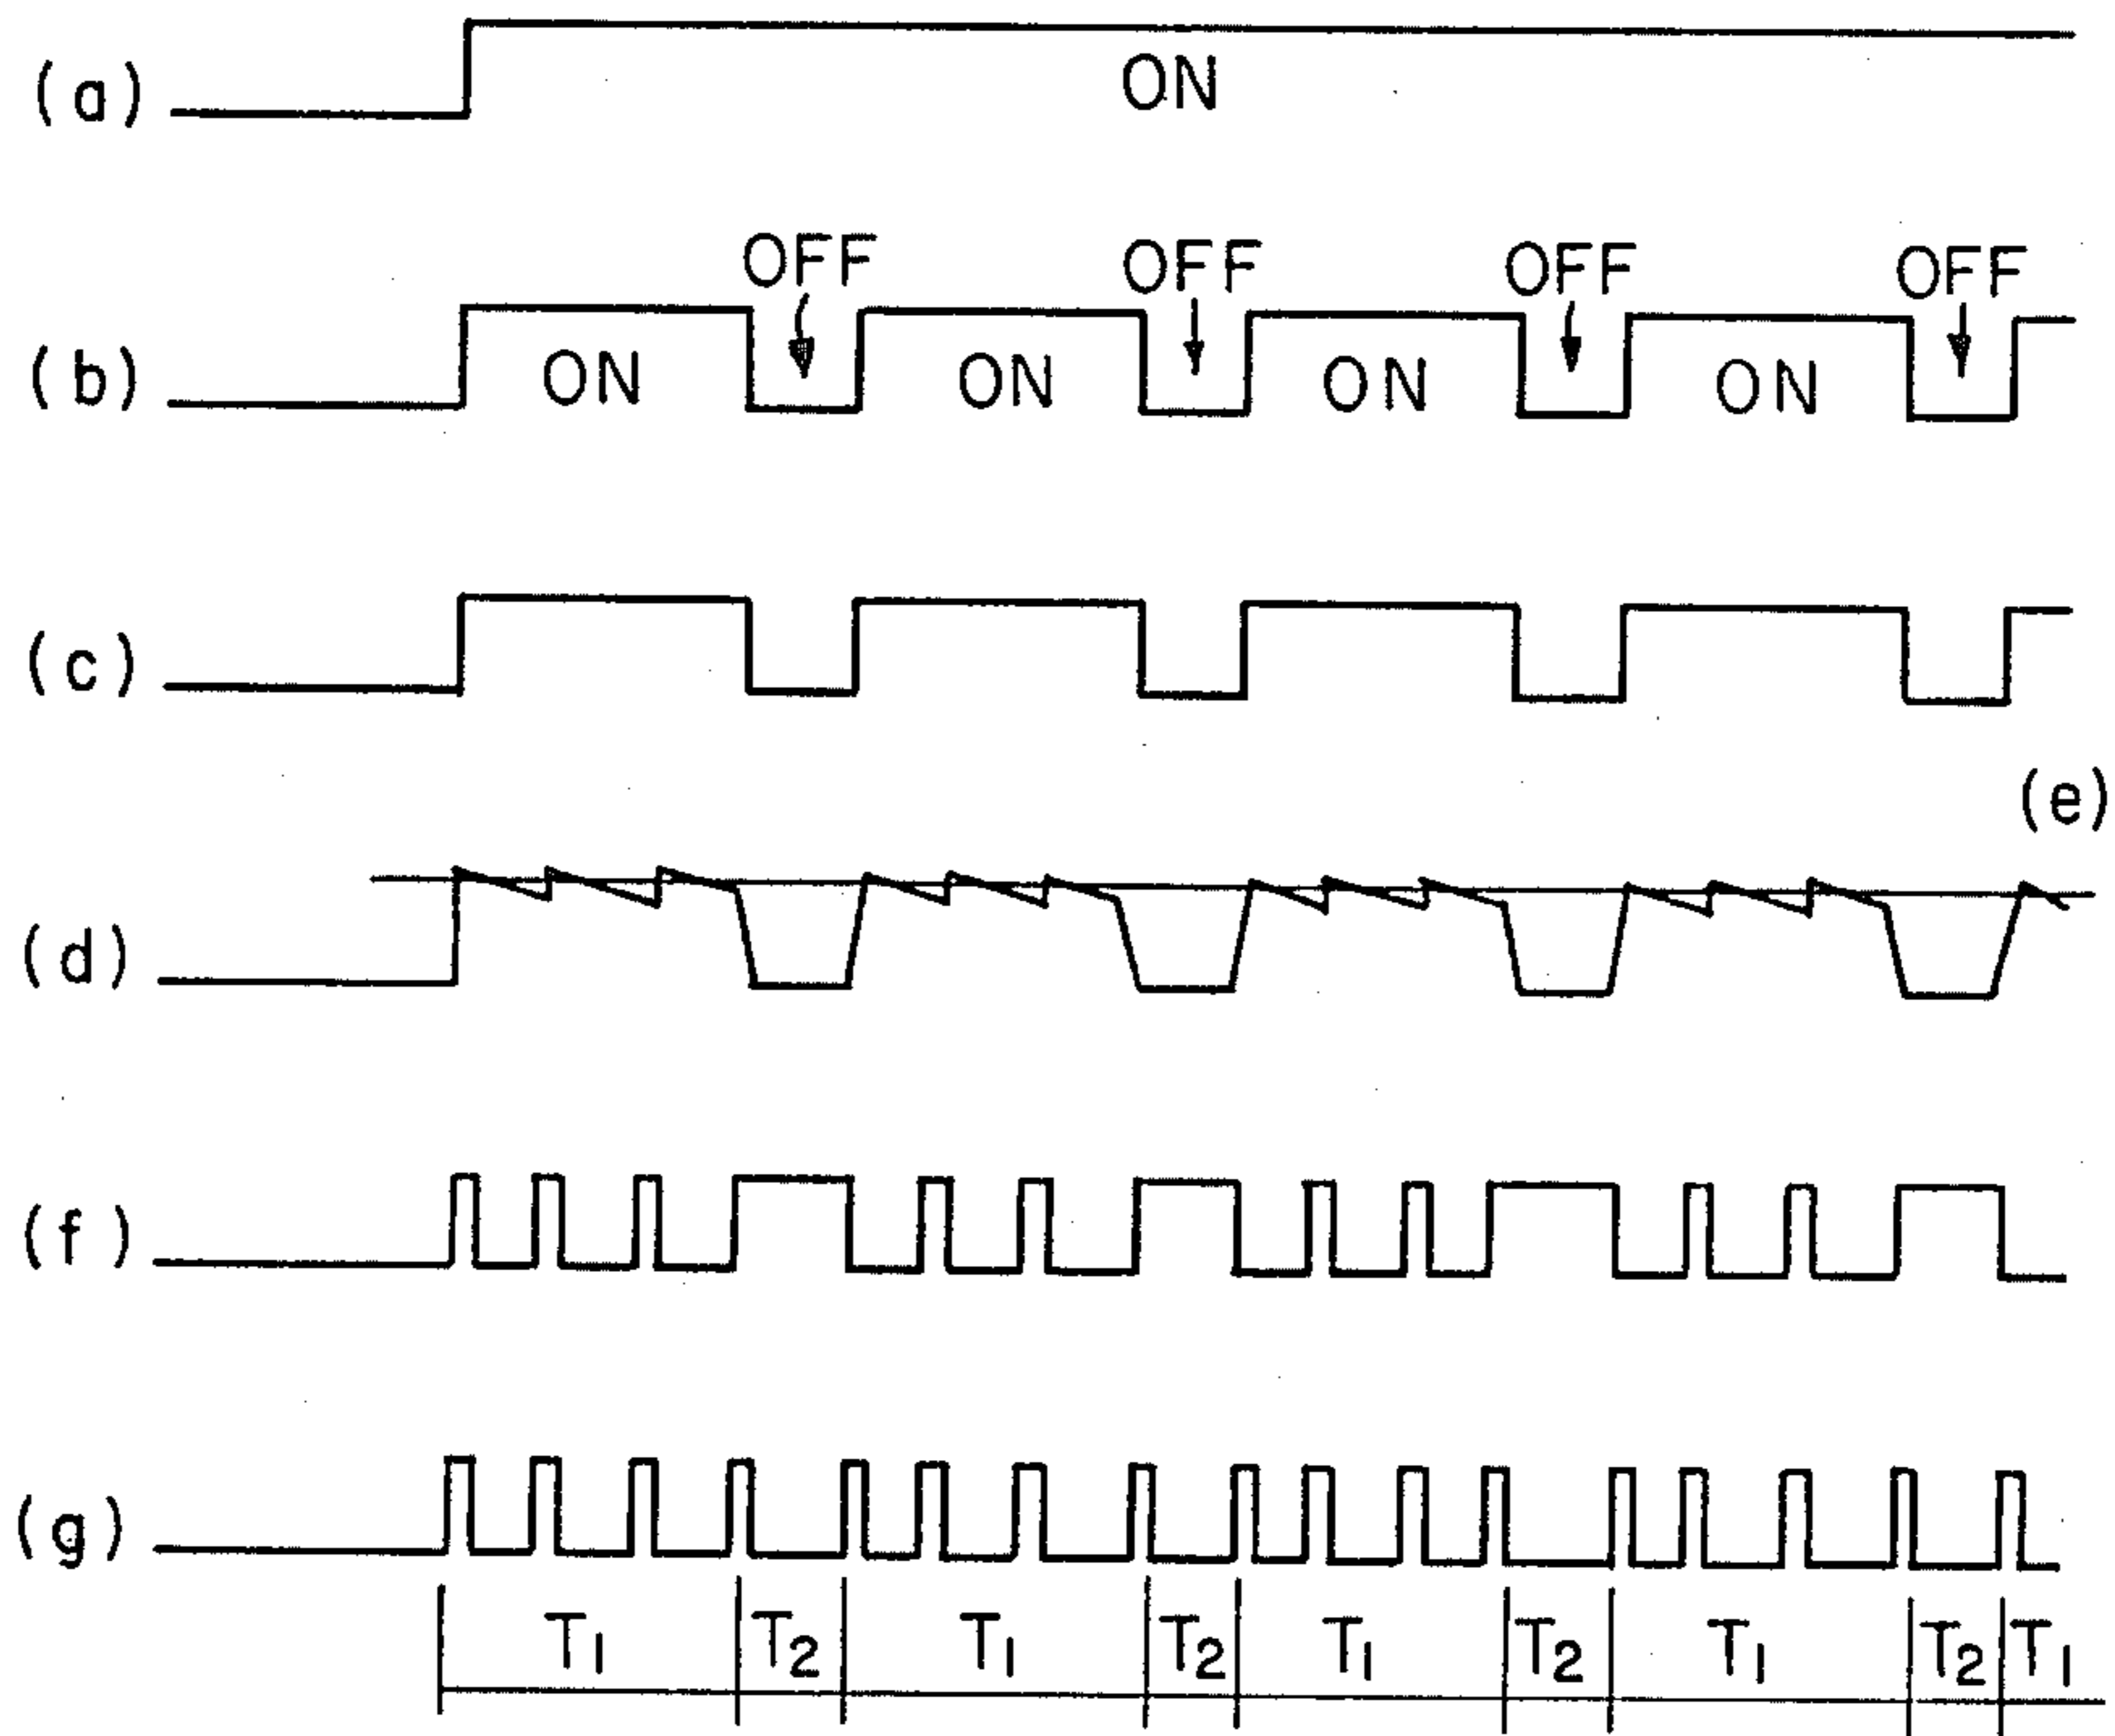 (a)
ON
OFF OFF OFF OFF
(b) ON ON ON ON
(c)
(e)
(d)
(f)
(g)
T1 T2 T1 T2 T1 T2 T1 T2 T1